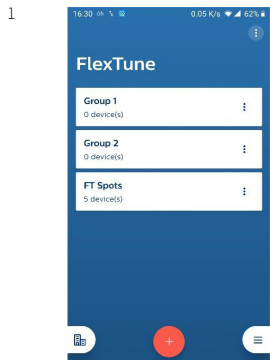 1
16:30
0.05 K/s 62%
FlexTune
Group 1
0 device(s)
Group 2
0 device(s)
FT Spots
5 device(s)
+